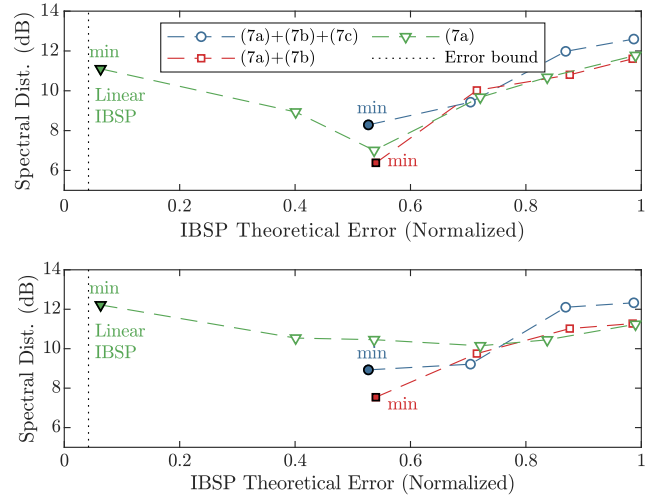 14
12
10
8
6
Spectral Dist. (dB)
min
Linear
IBSP
min
min
(7a)+(7b)+(7c)
(7a)
(7a)+(7b)
Error bound
0
0.2
0.4
0.6
0.8
1
IBSP Theoretical Error (Normalized)
14
12
10
8
6
Spectral Dist. (dB)
min
Linear
IBSP
min
min
0
0.2
0.4
0.6
0.8
1
IBSP Theoretical Error (Normalized)